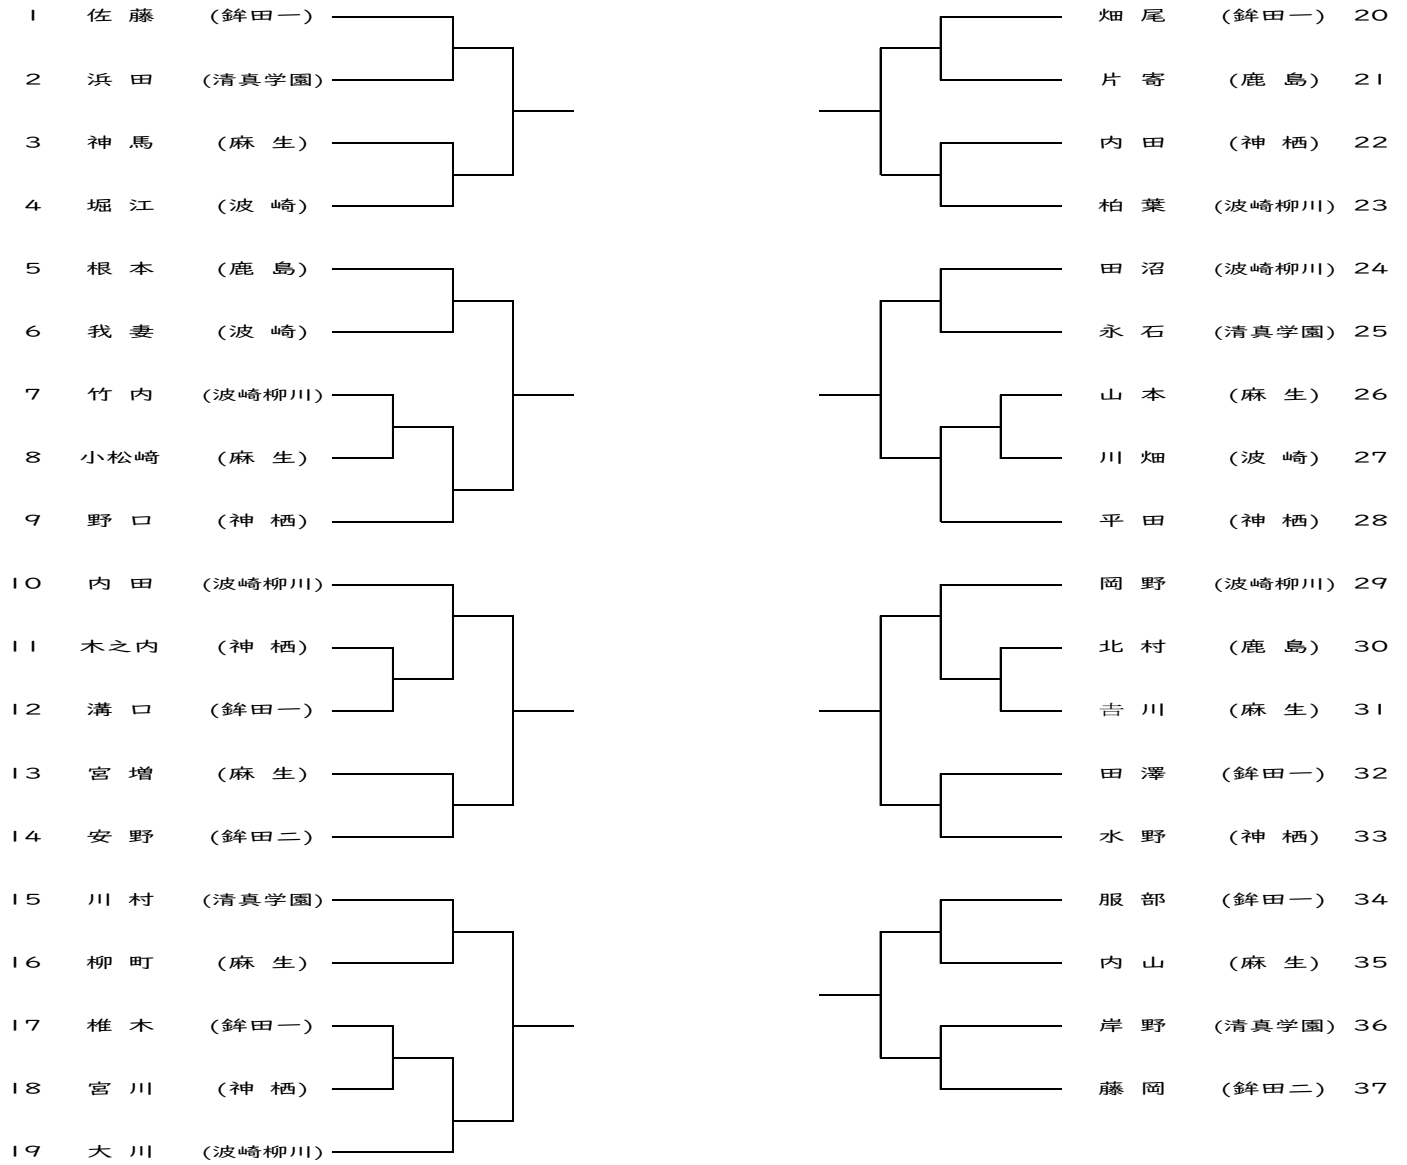 1 佐藤 (鉾田一)
2 浜田 (清真学園)
3 神馬 (麻生)
4 堀江 (波崎)
5 根本 (鹿島)
6 我妻 (波崎)
7 竹内 (波崎柳川)
8 小松﨑 (麻生)
9 野口 (神栖)
10 内田 (波崎柳川)
11 木之内 (神栖)
12 溝口 (鉾田一)
13 宮増 (麻生)
14 安野 (鉾田二)
15 川村 (清真学園)
16 柳町 (麻生)
17 椎木 (鉾田一)
18 宮川 (神栖)
19 大川 (波崎柳川)
畑尾 (鉾田一) 20
片寄 (鹿島) 21
内田 (神栖) 22
柏葉 (波崎柳川) 23
田沼 (波崎柳川) 24
永石 (清真学園) 25
山本 (麻生) 26
川畑 (波崎) 27
平田 (神栖) 28
岡野 (波崎柳川) 29
北村 (鹿島) 30
𠮷川 (麻生) 31
田澤 (鉾田一) 32
水野 (神栖) 33
服部 (鉾田一) 34
内山 (麻生) 35
岸野 (清真学園) 36
藤岡 (鉾田二) 37